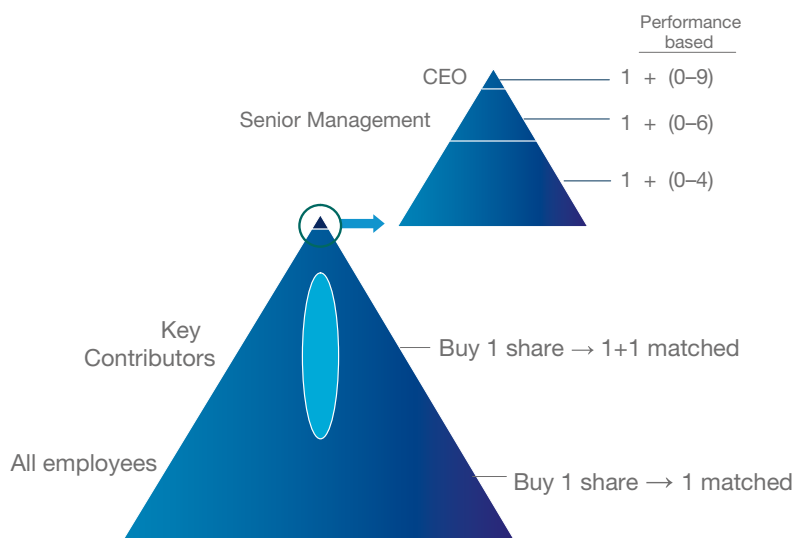 Performance
based
CEO
1 + (0–9)
Senior Management
1 + (0–6)
1 + (0–4)
Key
Contributors
Buy 1 share → 1+1 matched
All employees
Buy 1 share → 1 matched